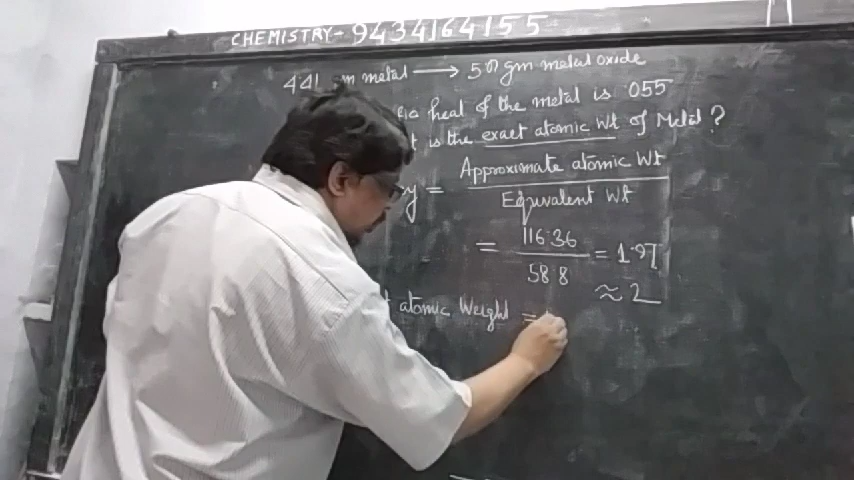 CHEMISTRY- 9434164155
4.41 gm metal ⟶ 5.01 gm metal oxide
heat of the metal is .055
is the exact atomic Wt of Metal ?
y = Approximate atomic Wt
Equivalent Wt
= 116.36 / 58.8 = 1.97
≈ 2
atomic Weight =